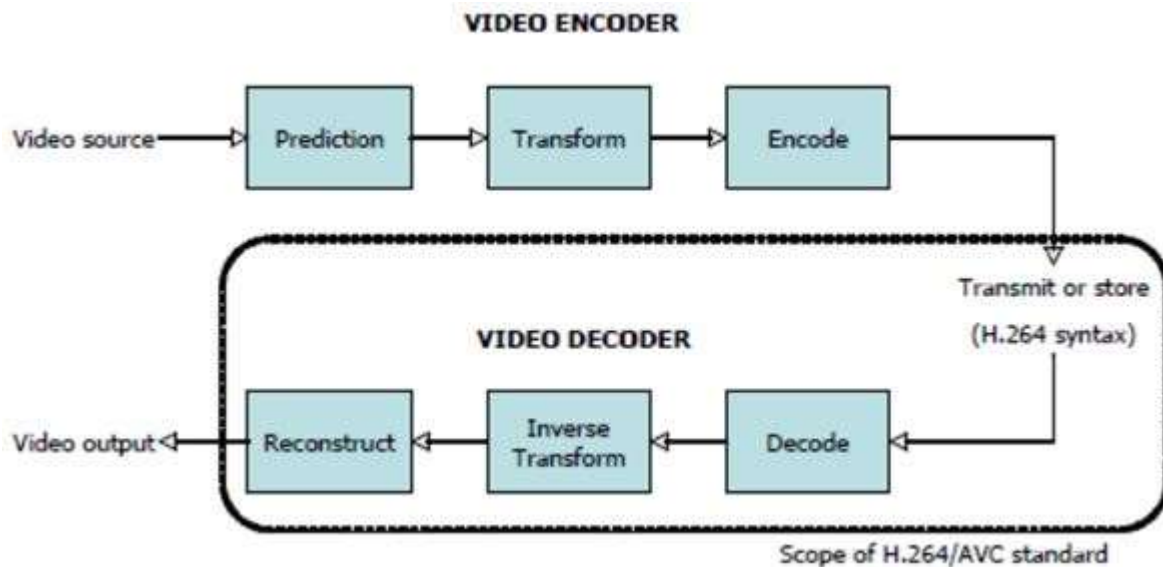 VIDEO ENCODER
Video source
Prediction
Transform
Encode
Transmit or store
(H.264 syntax)
VIDEO DECODER
Video output
Reconstruct
Inverse
Transform
Decode
Scope of H.264/AVC standard